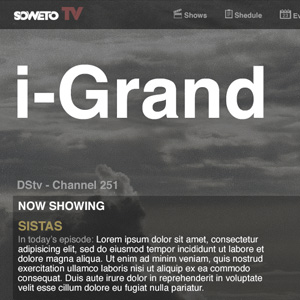 SOWETO TV
Shows
Shedule
Ev
i-Grand
DStv - Channel 251
NOW SHOWING
SISTAS
In today's episode: Lorem ipsum dolor sit amet, consectetur
adipisicing elit, sed do eiusmod tempor incididunt ut labore et
dolore magna aliqua. Ut enim ad minim veniam, quis nostrud
exercitation ullamco laboris nisi ut aliquip ex ea commodo
consequat. Duis aute irure dolor in reprehenderit in voluptate
velit esse cillum dolore eu fugiat nulla pariatur.